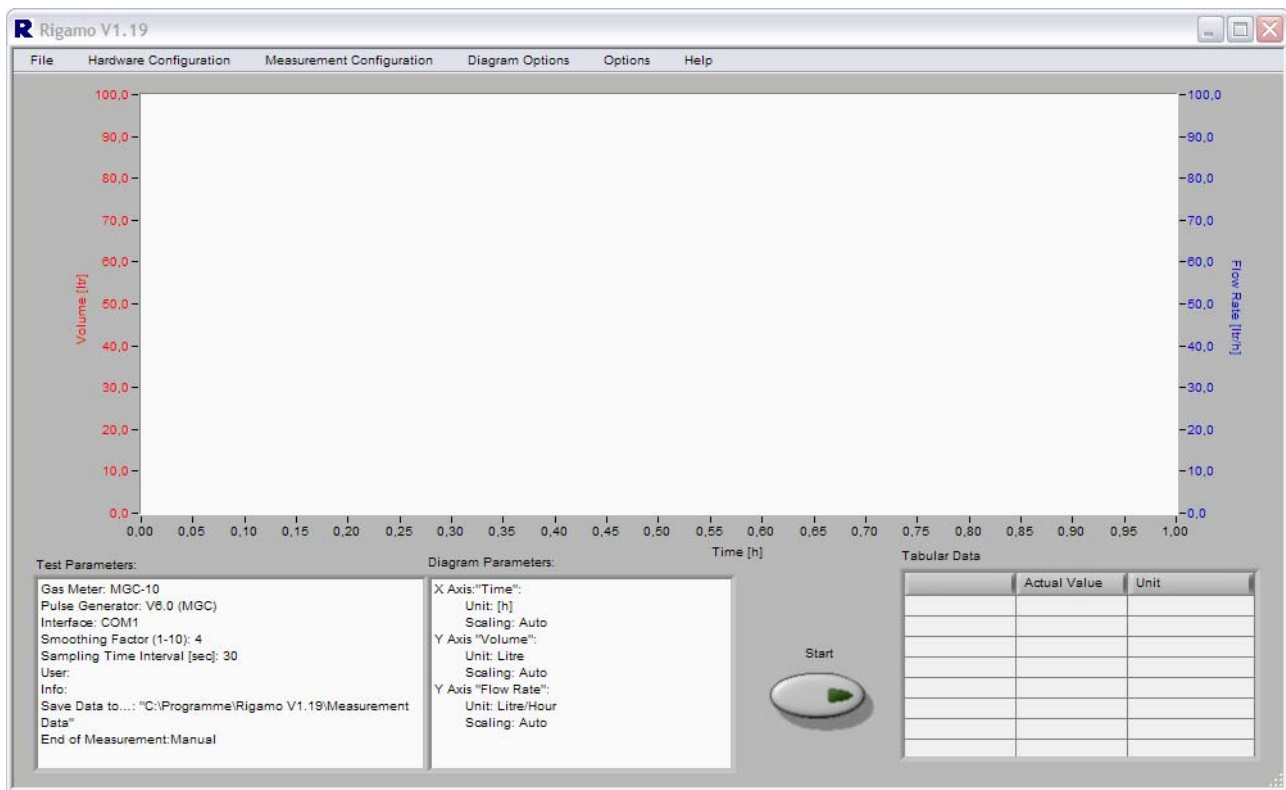 Rigamo V1.19
File Hardware Configuration Measurement Configuration Diagram Options Options Help
100,0
90,0
80,0
70,0
60,0
50,0
40,0
30,0
20,0
10,0
0,0
Volume [ltr]
100,0
90,0
80,0
70,0
60,0
50,0
40,0
30,0
20,0
10,0
0,0
Flow Rate [ltr/h]
0,00 0,05 0,10 0,15 0,20 0,25 0,30 0,35 0,40 0,45 0,50 0,55 0,60 0,65 0,70 0,75 0,80 0,85 0,90 0,95 1,00
Time [h]
Test Parameters:
Gas Meter: MGC-10
Pulse Generator: V6.0 (MGC)
Interface: COM1
Smoothing Factor (1-10): 4
Sampling Time Interval [sec]: 30
User:
Info:
Save Data to...: "C:\Programme\Rigamo V1.19\Measurement
Data"
End of Measurement:Manual
Diagram Parameters:
X Axis:"Time":
Unit: [h]
Scaling: Auto
Y Axis "Volume":
Unit: Litre
Scaling: Auto
Y Axis "Flow Rate":
Unit: Litre/Hour
Scaling: Auto
Start
Tabular Data
Actual Value Unit